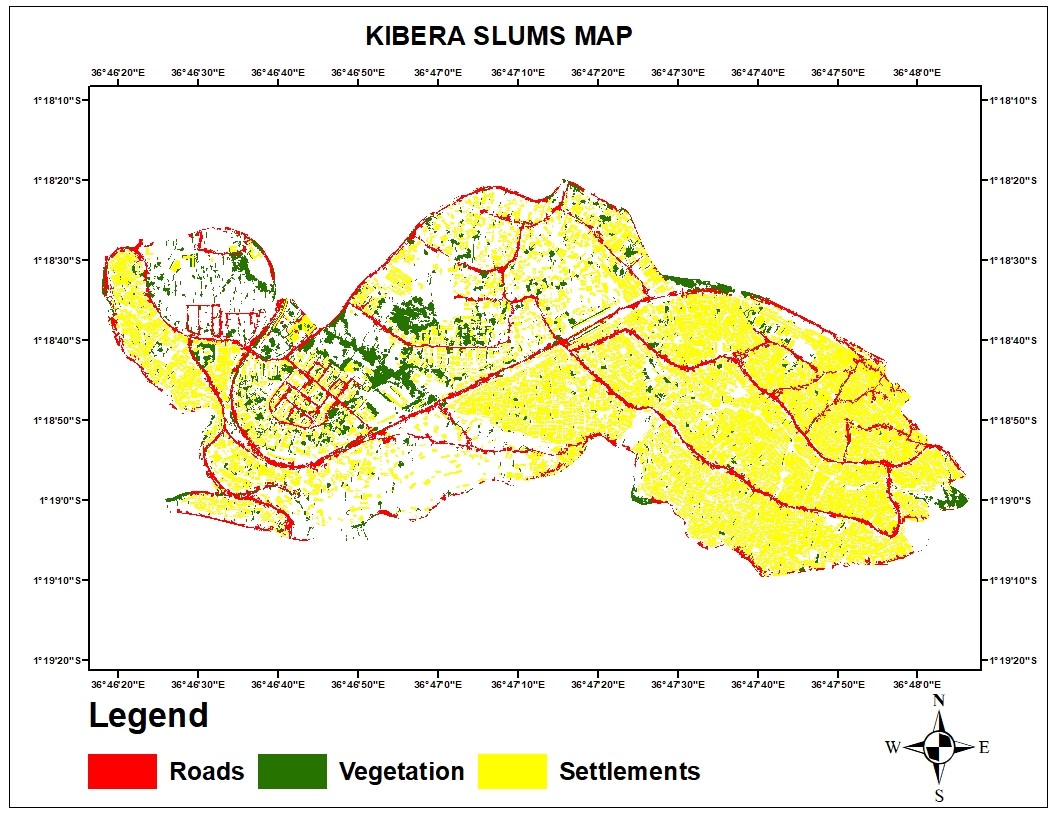 KIBERA SLUMS MAP
36°46'20"E 36°46'30"E 36°46'40"E 36°46'50"E 36°47'0"E 36°47'10"E 36°47'20"E 36°47'30"E 36°47'40"E 36°47'50"E 36°48'0"E
1°18'10"S 1°18'10"S
1°18'20"S 1°18'20"S
1°18'30"S 1°18'30"S
1°18'40"S 1°18'40"S
1°18'50"S 1°18'50"S
1°19'0"S 1°19'0"S
1°19'10"S 1°19'10"S
1°19'20"S 1°19'20"S
36°46'20"E 36°46'30"E 36°46'40"E 36°46'50"E 36°47'0"E 36°47'10"E 36°47'20"E 36°47'30"E 36°47'40"E 36°47'50"E 36°48'0"E
Legend
N
W E
S
Roads Vegetation Settlements